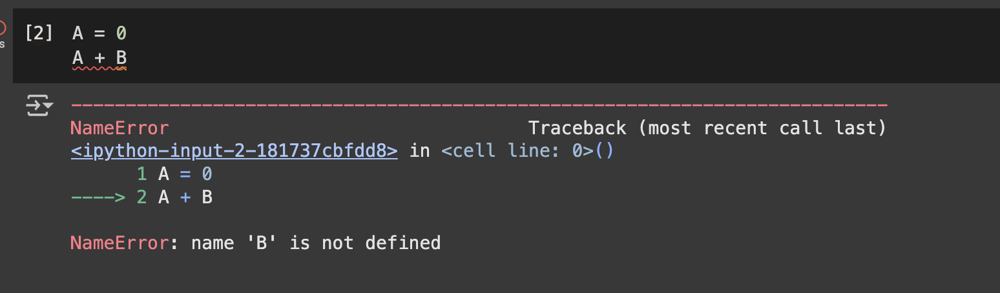 [2] A = 0
A + B
s
---------------------------------------------------------------------------
NameError                                 Traceback (most recent call last)
<ipython-input-2-181737cbfdd8> in <cell line: 0>()
      1 A = 0
----> 2 A + B

NameError: name 'B' is not defined